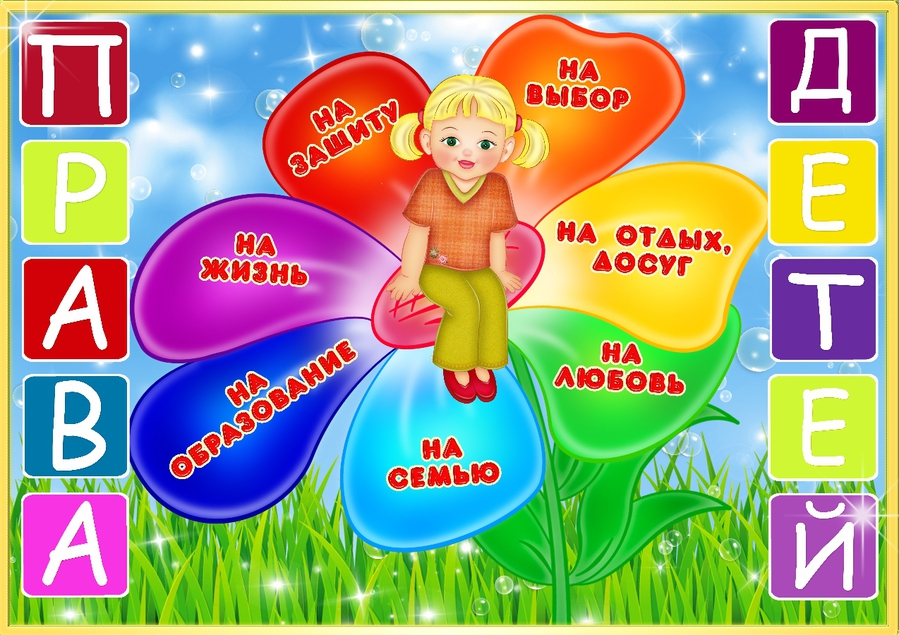 ПРАВА
ДЕТЕЙ
НА
ВЫБОР
НА
ЗАЩИТУ
НА ОТДЫХ,
ДОСУГ
НА
ЖИЗНЬ
НА
ЛЮБОВЬ
НА
ОБРАЗОВАНИЕ
НА
СЕМЬЮ